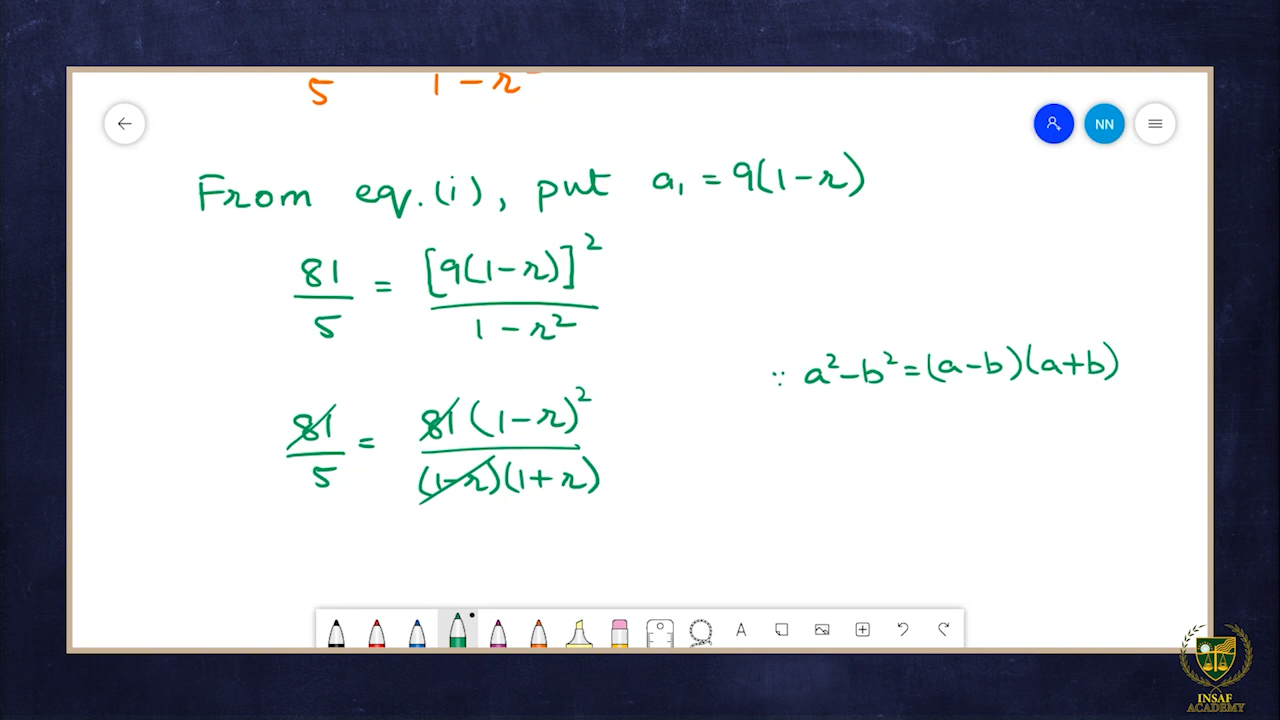 5 1 - r²
NN
From eq.(i), put a₁ = 9(1-r)
81/5 = [9(1-r)]²/1-r²
∵ a²-b²=(a-b)(a+b)
81/5 = 81(1-r)²/(1-r)(1+r)
A
INSAF
ACADEMY